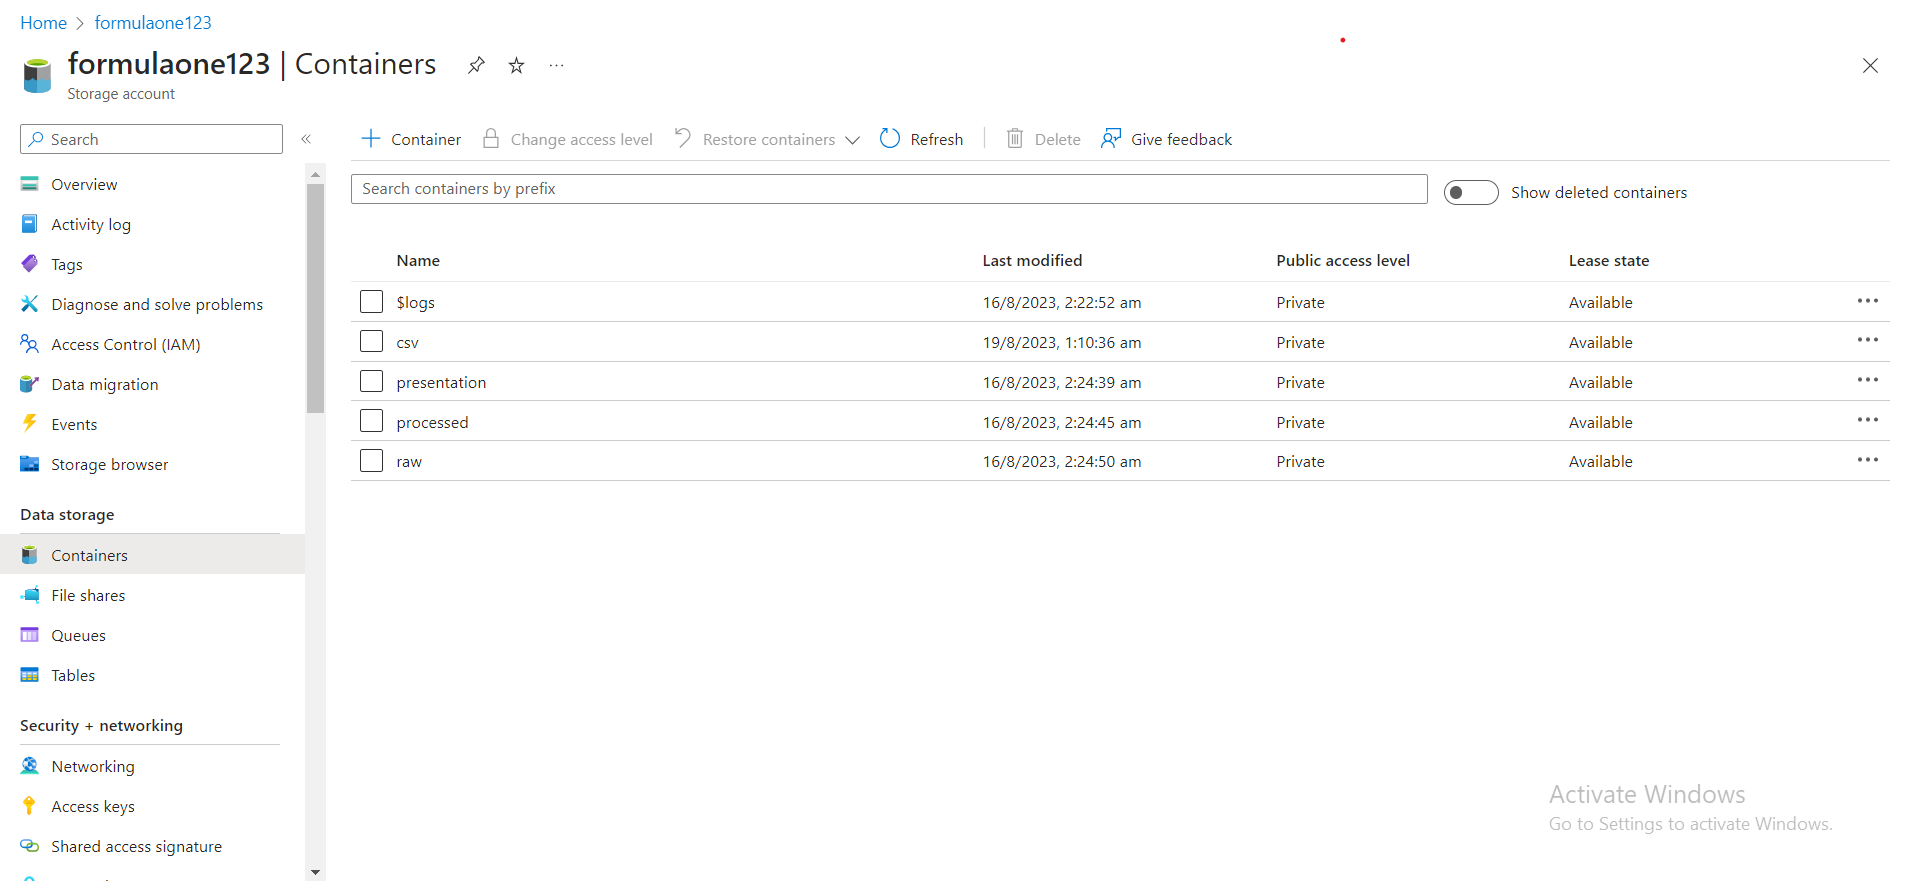 Home > formulaone123
formulaone123 | Containers
Storage account
Search
Overview
Activity log
Tags
Diagnose and solve problems
Access Control (IAM)
Data migration
Events
Storage browser
Data storage
Containers
File shares
Queues
Tables
Security + networking
Networking
Access keys
Shared access signature
Container Change access level Restore containers Refresh Delete Give feedback
Search containers by prefix
Show deleted containers
Name Last modified Public access level Lease state
$logs 16/8/2023, 2:22:52 am Private Available
csv 19/8/2023, 1:10:36 am Private Available
presentation 16/8/2023, 2:24:39 am Private Available
processed 16/8/2023, 2:24:45 am Private Available
raw 16/8/2023, 2:24:50 am Private Available
Activate Windows
Go to Settings to activate Windows.